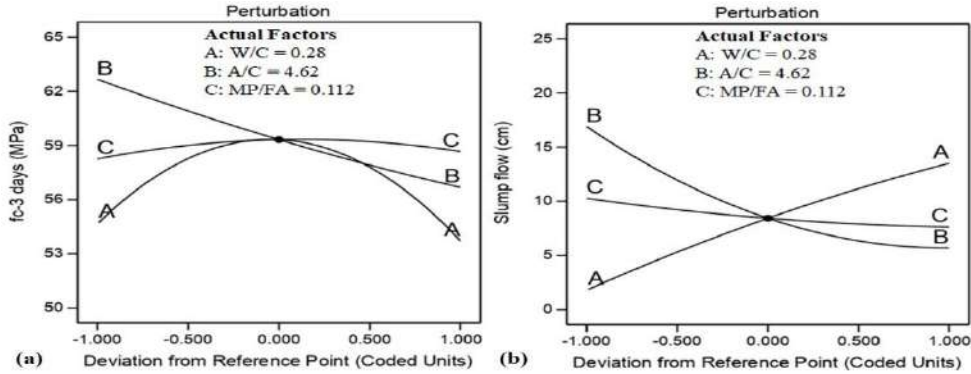 Perturbation
65
62
59
56
53
50
fc-3 days (MPa)
Actual Factors
A: W/C = 0.28
B: A/C = 4.62
C: MP/FA = 0.112
B
C
A
C
B
A
-1.000 -0.500 0.000 0.500 1.000
(a) Deviation from Reference Point (Coded Units)
Perturbation
25
20
15
10
5
0
Slump flow (cm)
Actual Factors
A: W/C = 0.28
B: A/C = 4.62
C: MP/FA = 0.112
B
C
A
A
C
B
-1.000 -0.500 0.000 0.500 1.000
(b) Deviation from Reference Point (Coded Units)